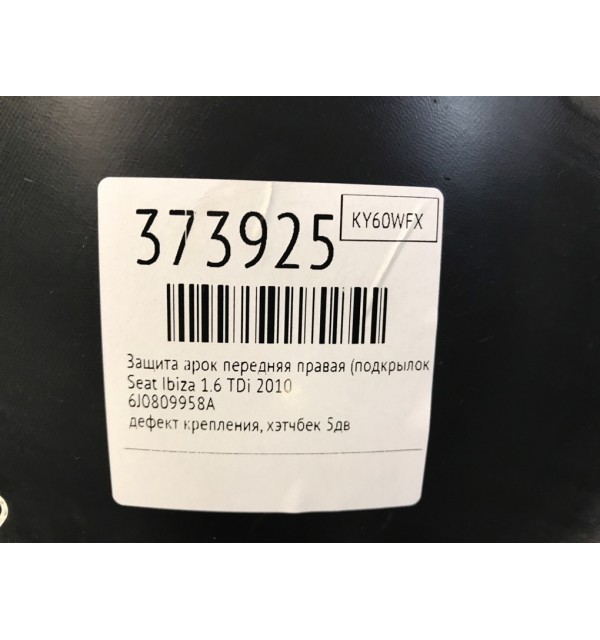 373925
KY60WFX
Защита арок передняя правая (подкрылок
Seat Ibiza 1.6 TDi 2010
6J0809958A
дефект крепления, хэтчбек 5дв